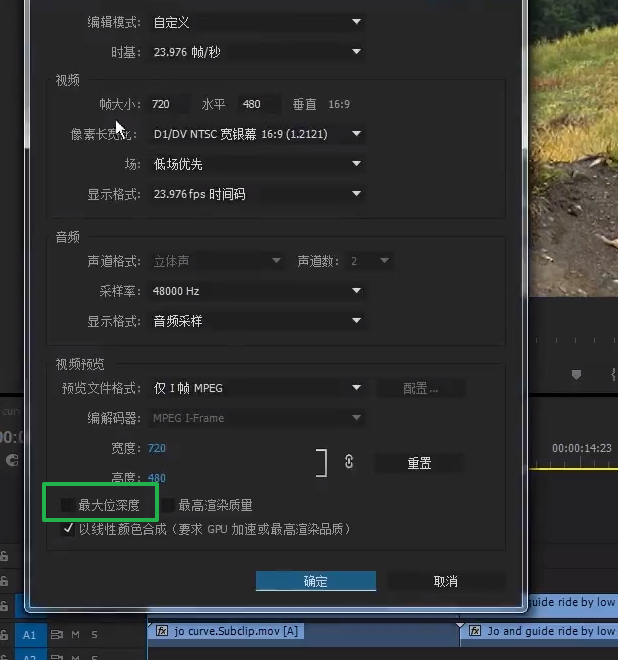 编辑模式: 自定义
时基: 23.976 帧/秒
视频
帧大小: 720 水平 480 垂直 16:9
像素长宽比: D1/DV NTSC 宽银幕 16:9 (1.2121)
场: 低场优先
显示格式: 23.976 fps 时间码
音频
声道格式: 立体声 声道数: 2
采样率: 48000 Hz
显示格式: 音频采样
视频预览
预览文件格式: 仅 I 帧 MPEG 配置...
编解码器: MPEG I-Frame
宽度: 720
高度: 480
重置
最大位深度 最高渲染质量
以线性颜色合成（要求 GPU 加速或最高渲染品质）
确定 取消
00:00:14:23
uide ride by low
A1 M S fx jo curve.Subclip.mov [A] fx Jo and guide ride by low